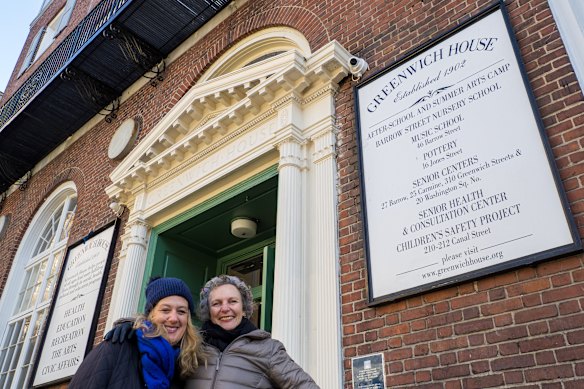 GREENWICH HOUSE
HEALTH
EDUCATION
RECREATION
THE ARTS
CIVIC AFFAIRS
GREENWICH HOUSE
Established 1902
AFTER-SCHOOL AND SUMMER ARTS CAMP
BARROW STREET NURSERY SCHOOL
MUSIC SCHOOL
46 Barrow Street
POTTERY
16 Jones Street
SENIOR CENTERS
27 Barrow, 25 Carmine, 310 Greenwich Streets &
20 Washington Sq. No.
SENIOR HEALTH
& CONSULTATION CENTER
CHILDREN'S SAFETY PROJECT
210-212 Canal Street
please visit
www.greenwichhouse.org